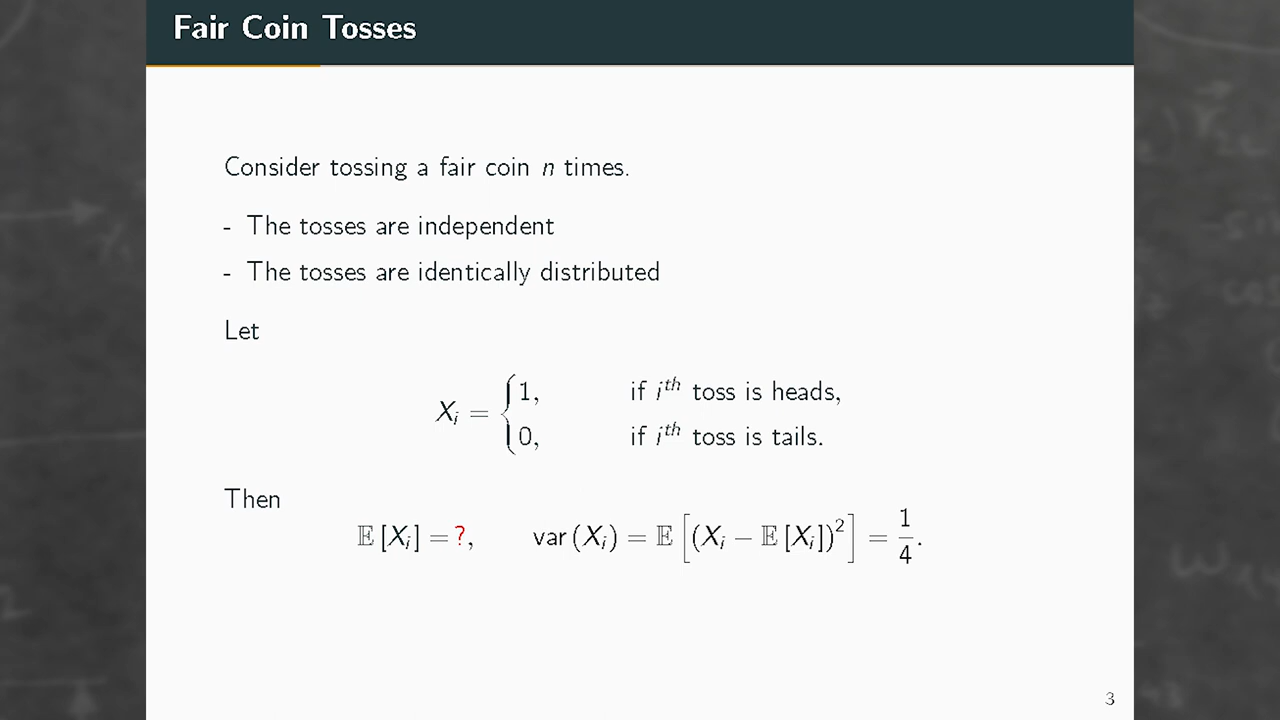 Fair Coin Tosses
Consider tossing a fair coin n times.
- The tosses are independent
- The tosses are identically distributed
Let
X_i = { 1, if i^th toss is heads,
0, if i^th toss is tails.
Then
𝔼 [X_i] = ?, var (X_i) = 𝔼 [(X_i − 𝔼 [X_i])^2] = 1/4.
3